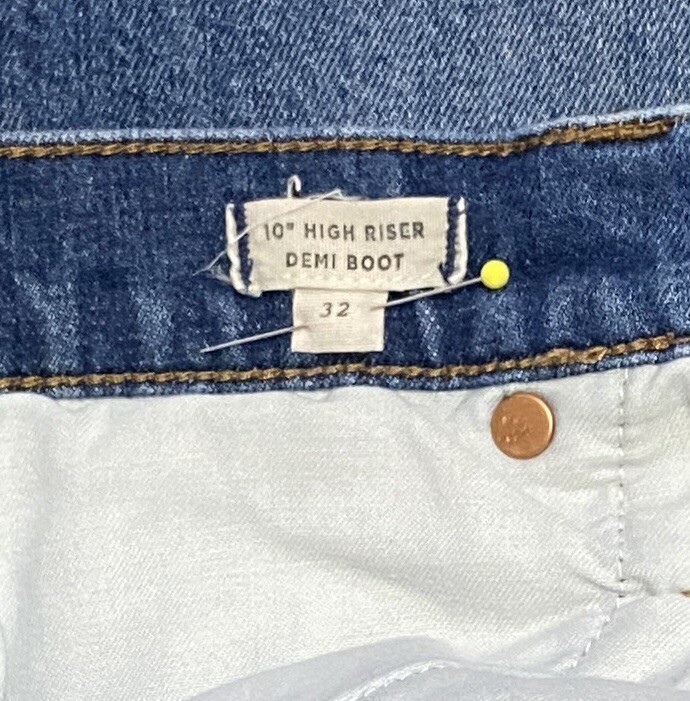 10" HIGH RISER
DEMI BOOT
32